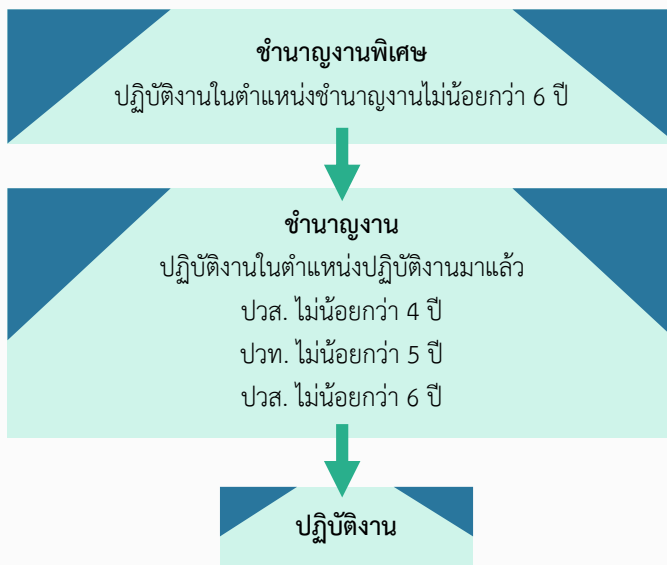 ชำนาญงานพิเศษ
ปฏิบัติงานในตำแหน่งชำนาญงานไม่น้อยกว่า 6 ปี
ชำนาญงาน
ปฏิบัติงานในตำแหน่งปฏิบัติงานมาแล้ว
ปวส. ไม่น้อยกว่า 4 ปี
ปวท. ไม่น้อยกว่า 5 ปี
ปวส. ไม่น้อยกว่า 6 ปี
ปฏิบัติงาน